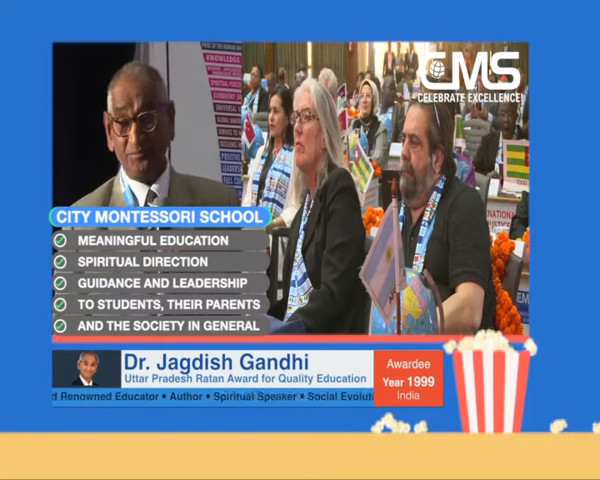 KNOWLEDGE
CMS
CELEBRATE EXCELLENCE!
TOGO
CITY MONTESSORI SCHOOL
MEANINGFUL EDUCATION
SPIRITUAL DIRECTION
GUIDANCE AND LEADERSHIP
TO STUDENTS, THEIR PARENTS
AND THE SOCIETY IN GENERAL
Dr. Jagdish Gandhi
Uttar Pradesh Ratan Award for Quality Education
Awardee
Year 1999
India
d Renowned Educator • Author • Spiritual Speaker • Social Evolut